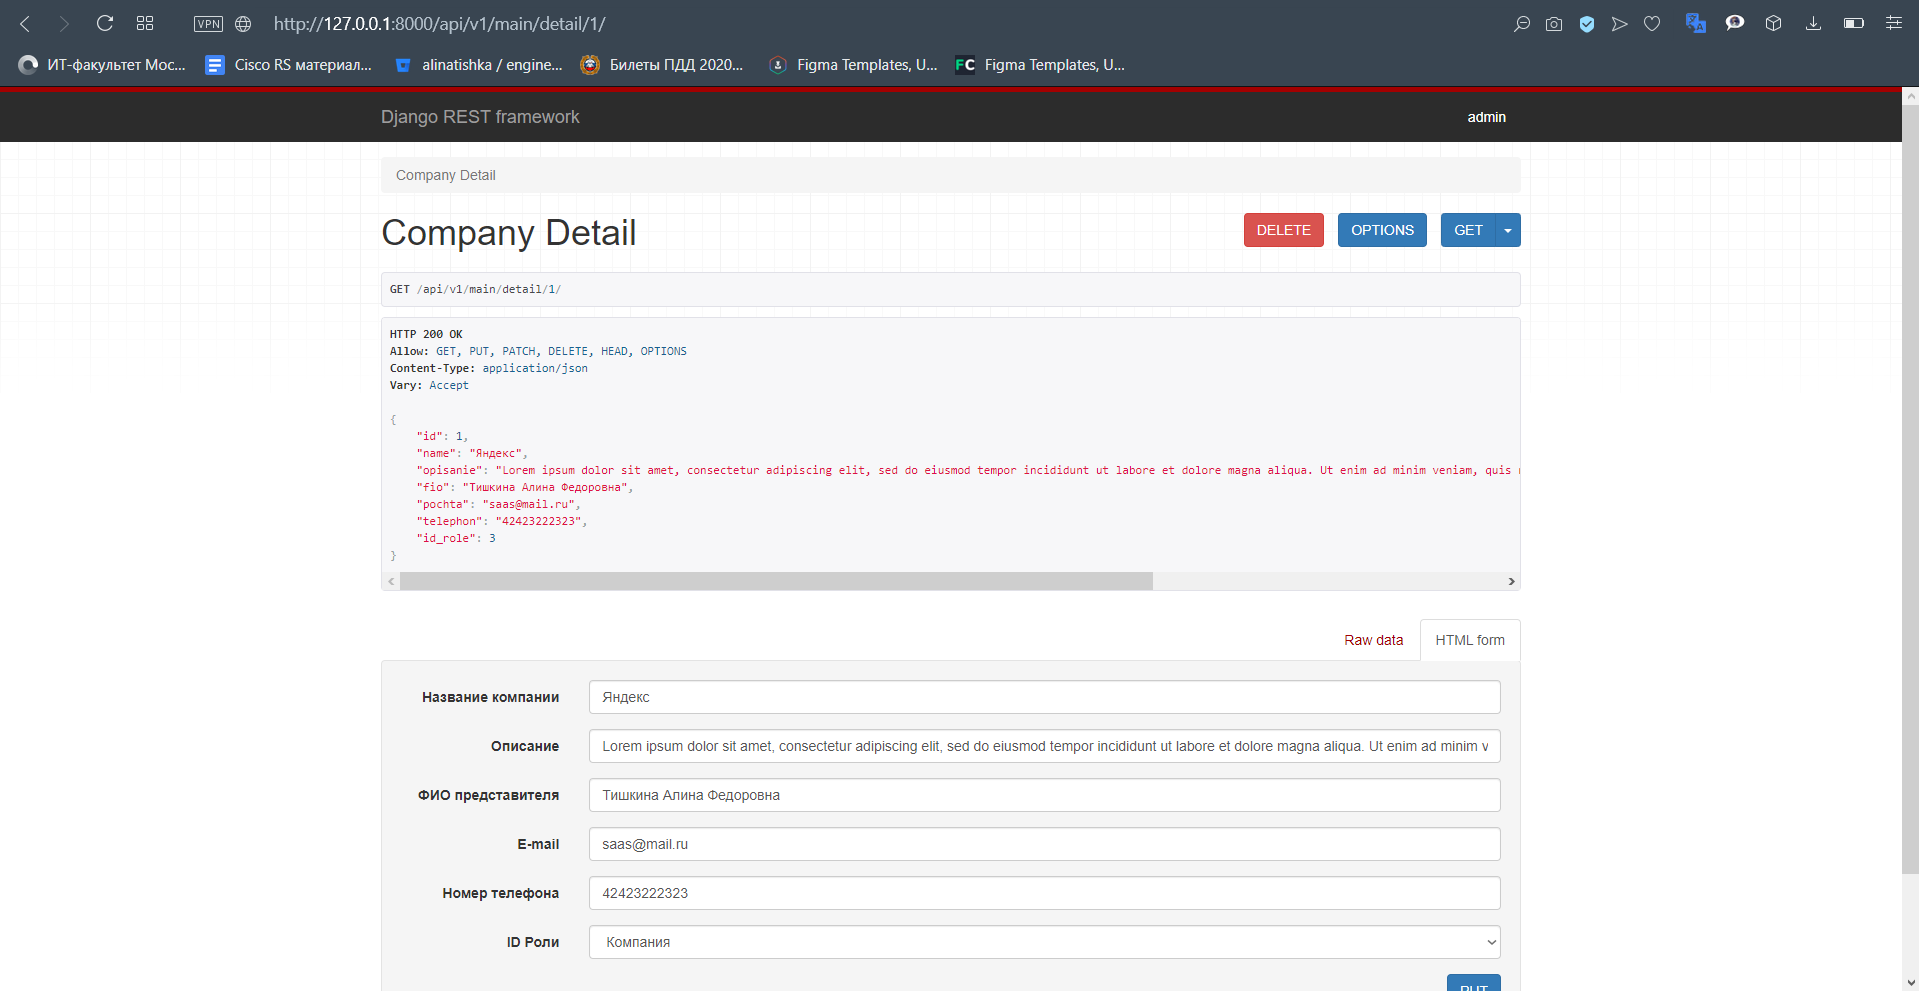 VPN http://127.0.0.1:8000/api/v1/main/detail/1/
ИТ-факультет Мос... Cisco RS материал... alinatishka / engine... Билеты ПДД 2020... Figma Templates, U... FC Figma Templates, U...
Django REST framework admin
Company Detail
Company Detail DELETE OPTIONS GET
GET /api/v1/main/detail/1/
HTTP 200 OK
Allow: GET, PUT, PATCH, DELETE, HEAD, OPTIONS
Content-Type: application/json
Vary: Accept
{
"id": 1,
"name": "Яндекс",
"opisanie": "Lorem ipsum dolor sit amet, consectetur adipiscing elit, sed do eiusmod tempor incididunt ut labore et dolore magna aliqua. Ut enim ad minim veniam, quis
"fio": "Тишкина Алина Федоровна",
"pochta": "saas@mail.ru",
"telephon": "42423222323",
"id_role": 3
}
Raw data HTML form
Название компании Яндекс
Описание Lorem ipsum dolor sit amet, consectetur adipiscing elit, sed do eiusmod tempor incididunt ut labore et dolore magna aliqua. Ut enim ad minim v
ФИО представителя Тишкина Алина Федоровна
E-mail saas@mail.ru
Номер телефона 42423222323
ID Роли Компания
PUT